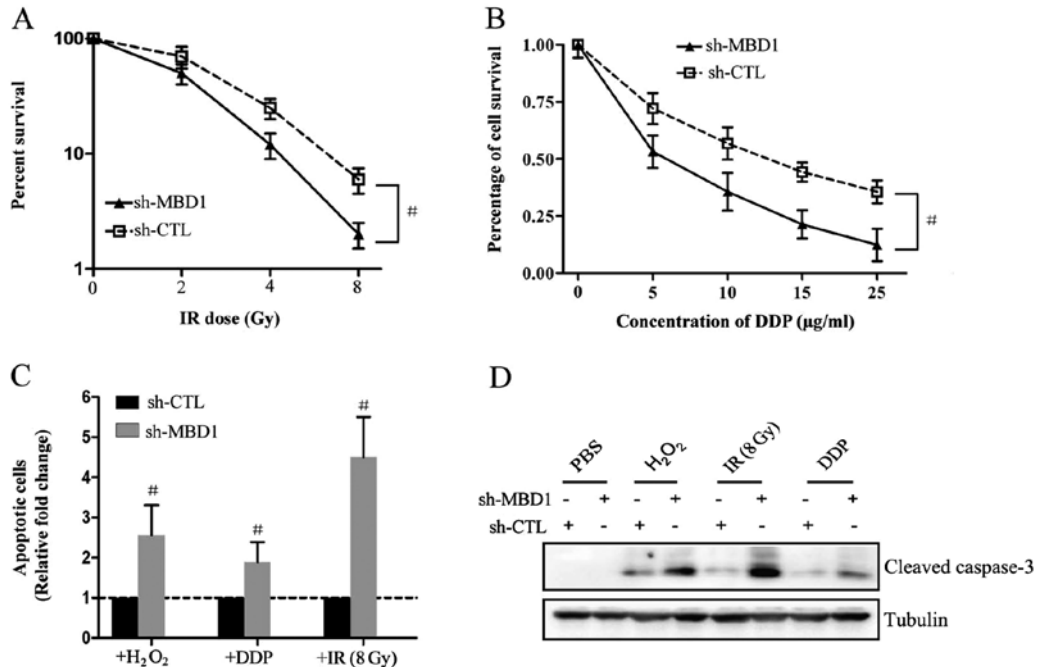 A
Percent survival
100
10
1
0
2
4
8
IR dose (Gy)
sh-MBD1
sh-CTL
#
B
Percentage of cell survival
1.00
0.75
0.50
0.25
0.00
0
5
10
15
25
Concentration of DDP (µg/ml)
sh-MBD1
sh-CTL
#
C
Apoptotic cells
(Relative fold change)
6
5
4
3
2
1
0
sh-CTL
sh-MBD1
#
#
#
+H₂O₂
+DDP
+IR (8 Gy)
D
PBS
H₂O₂
IR (8 Gy)
DDP
sh-MBD1 - + - + - + - +
sh-CTL + - + - + - + -
Cleaved caspase-3
Tubulin